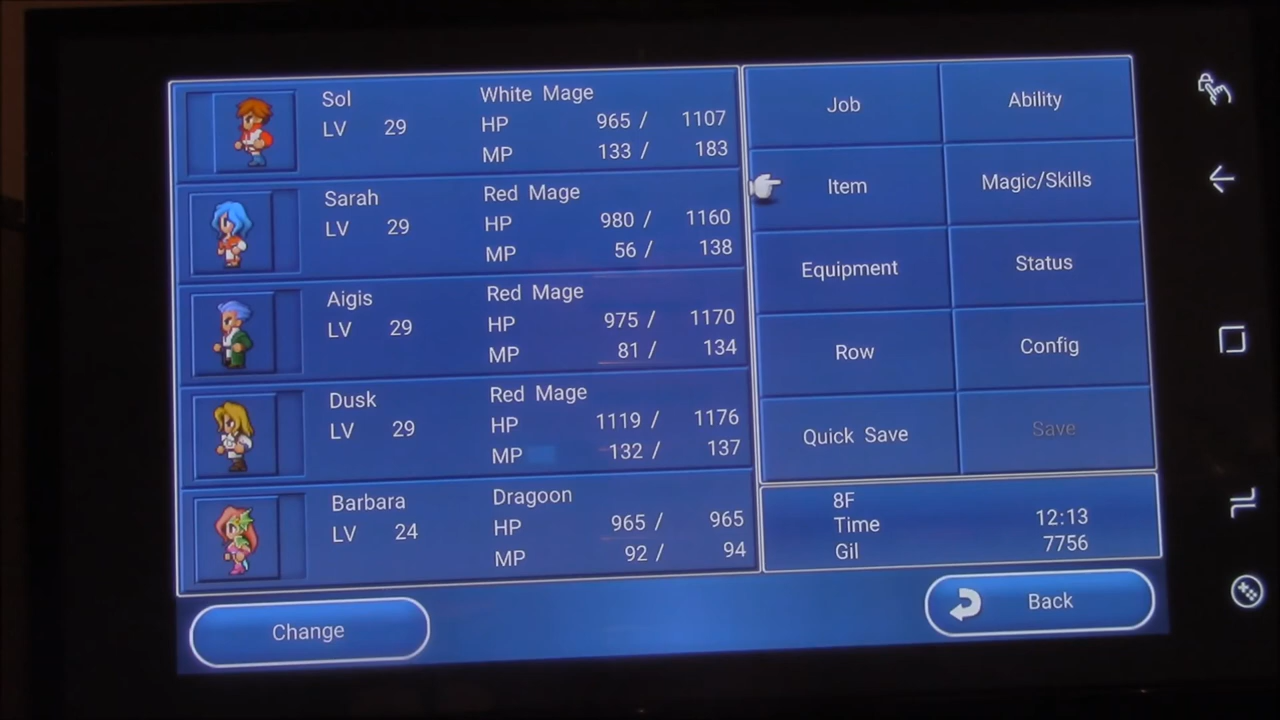 Sol White Mage
LV 29 HP 965 / 1107
MP 133 / 183
Sarah Red Mage
LV 29 HP 980 / 1160
MP 56 / 138
Aigis Red Mage
LV 29 HP 975 / 1170
MP 81 / 134
Dusk Red Mage
LV 29 HP 1119 / 1176
MP 132 / 137
Barbara Dragoon
LV 24 HP 965 / 965
MP 92 / 94
Change
Job Ability
Item Magic/Skills
Equipment Status
Row Config
Quick Save Save
8F
Time 12:13
Gil 7756
Back